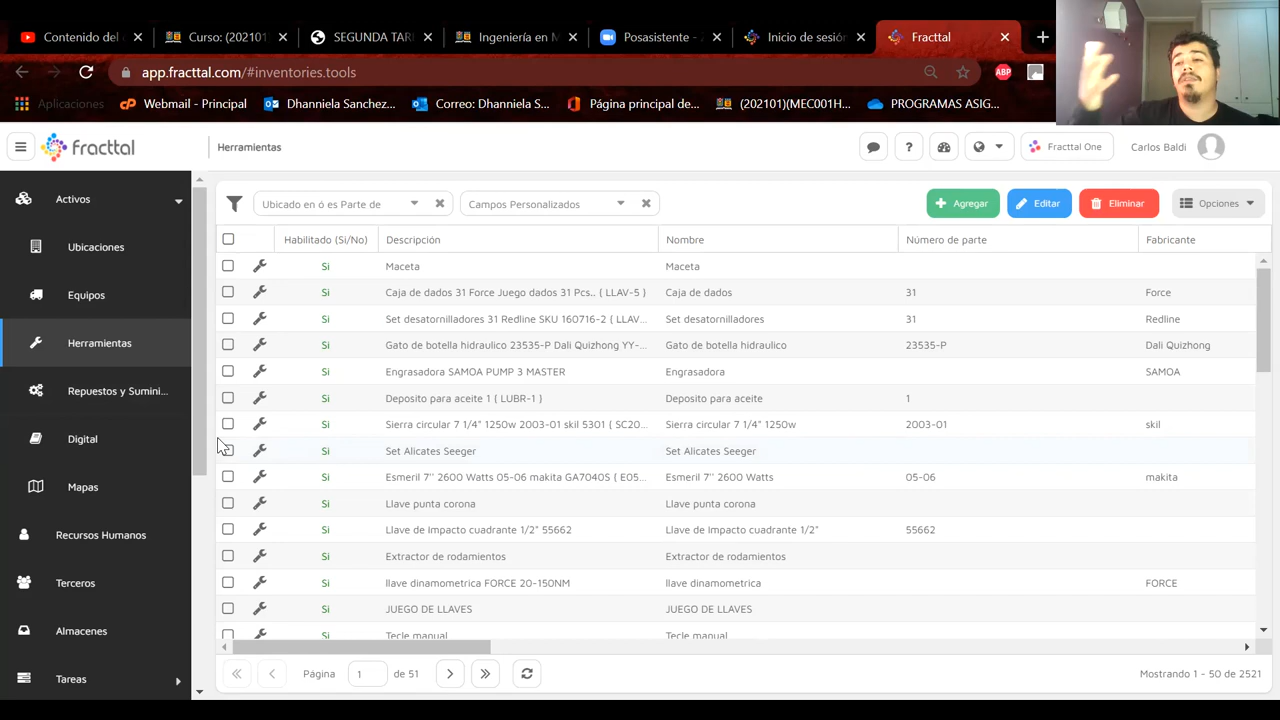 Contenido del
Curso: (202101)
SEGUNDA TAR
Ingeniería en M
Posasistente -
Inicio de sesión
Fracttal
app.fracttal.com/#inventories.tools
ABP
Aplicaciones
Webmail - Principal
Dhanniela Sanchez...
Correo: Dhanniela S...
Página principal de...
(202101)(MEC001H...
PROGRAMAS ASIG...
fracttal
Herramientas
?
Fracttal One
Carlos Baldi
Activos
Ubicaciones
Equipos
Herramientas
Repuestos y Sumini...
Digital
Mapas
Recursos Humanos
Terceros
Almacenes
Tareas
Ubicado en ó es Parte de
Campos Personalizados
Agregar
Editar
Eliminar
Opciones
Habilitado (Si/No) Descripción Nombre Número de parte Fabricante
Si Maceta Maceta
Si Caja de dados 31 Force Juego dados 31 Pcs.. { LLAV-5 } Caja de dados 31 Force
Si Set desatornilladores 31 Redline SKU 160716-2 { LLAV... Set desatornilladores 31 Redline
Si Gato de botella hidraulico 23535-P Dali Quizhong YY-... Gato de botella hidraulico 23535-P Dali Quizhong
Si Engrasadora SAMOA PUMP 3 MASTER Engrasadora SAMOA
Si Deposito para aceite 1 { LUBR-1 } Deposito para aceite 1
Si Sierra circular 7 1/4" 1250w 2003-01 skil 5301 { SC20... Sierra circular 7 1/4" 1250w 2003-01 skil
Si Set Alicates Seeger Set Alicates Seeger
Si Esmeril 7'' 2600 Watts 05-06 makita GA7040S { E05... Esmeril 7'' 2600 Watts 05-06 makita
Si Llave punta corona Llave punta corona
Si Llave de Impacto cuadrante 1/2" 55662 Llave de Impacto cuadrante 1/2" 55662
Si Extractor de rodamientos Extractor de rodamientos
Si llave dinamometrica FORCE 20-150NM llave dinamometrica FORCE
Si JUEGO DE LLAVES JUEGO DE LLAVES
Si Tecle manual Tecle manual
Página 1 de 51
Mostrando 1 - 50 de 2521